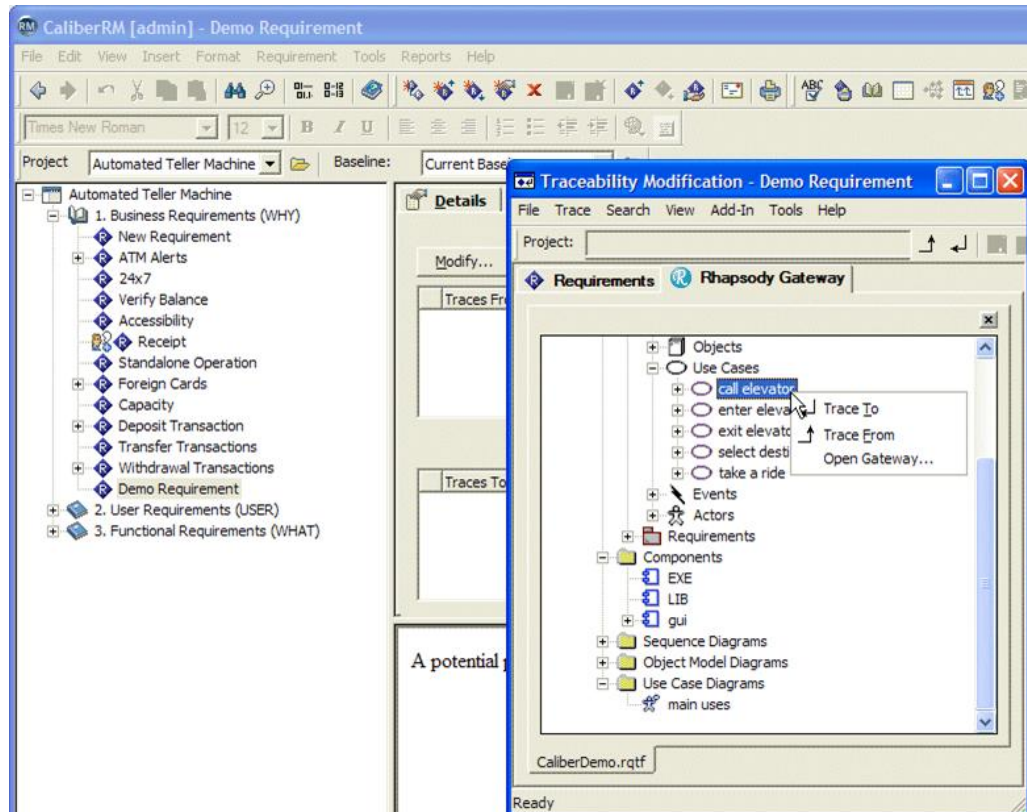 CaliberRM [admin] - Demo Requirement
File Edit View Insert Format Requirement Tools Reports Help
Times New Roman 12 B I U
Project Automated Teller Machine Baseline: Current
Automated Teller Machine
1. Business Requirements (WHY)
New Requirement
ATM Alerts
24x7
Verify Balance
Accessibility
Receipt
Standalone Operation
Foreign Cards
Capacity
Deposit Transaction
Transfer Transactions
Withdrawal Transactions
Demo Requirement
2. User Requirements (USER)
3. Functional Requirements (WHAT)
Details
Modify...
Traces
Traces To
A potential
Traceability Modification - Demo Requirement
File Trace Search View Add-In Tools Help
Project:
Requirements Rhapsody Gateway
Objects
Use Cases
call elevator
enter
exit
select
take a ride
Events
Actors
Requirements
Components
EXE
LIB
gui
Sequence Diagrams
Object Model Diagrams
Use Case Diagrams
main uses
Trace To
Trace From
Open Gateway...
CaliberDemo.rqtf
Ready